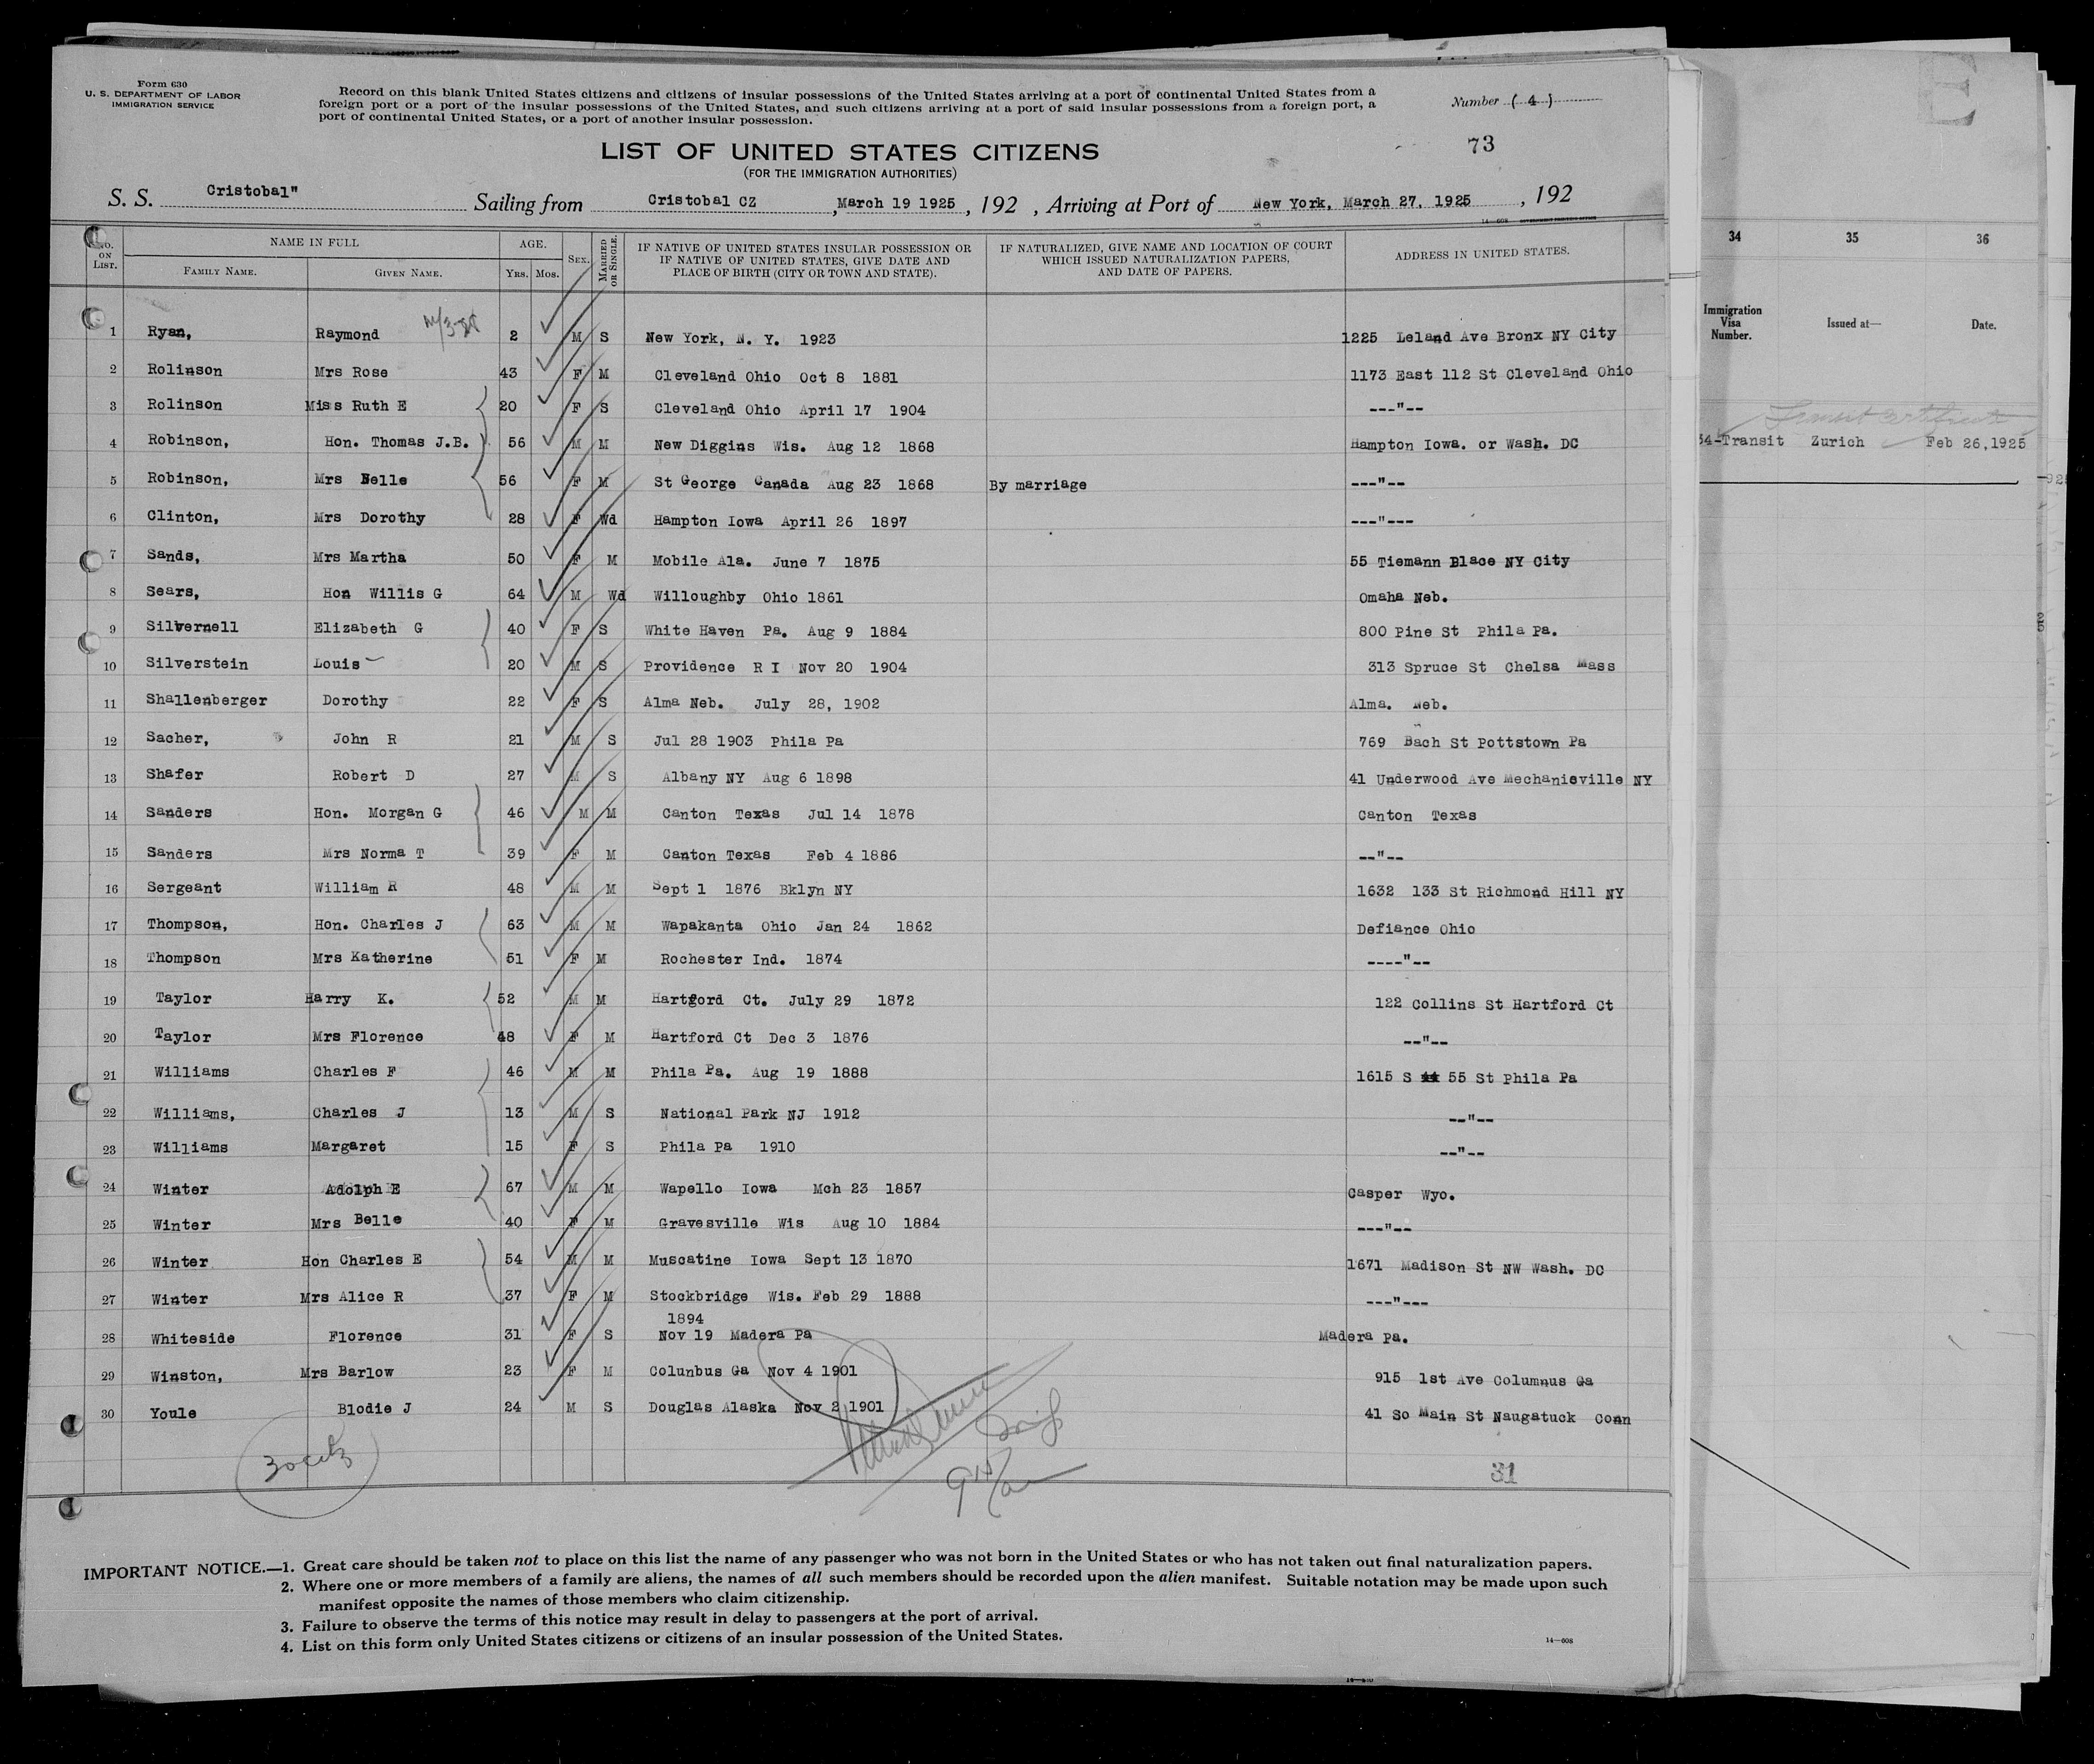 Form 630
U. S. DEPARTMENT OF LABOR
IMMIGRATION SERVICE
Record on this blank United States citizens and citizens of insular possessions of the United States arriving at a port of continental United States from a
foreign port or a port of the insular possessions of the United States, and such citizens arriving at a port of said insular possessions from a foreign port, a
port of continental United States, or a port of another insular possession.
Number ( 4 )
73
LIST OF UNITED STATES CITIZENS
(FOR THE IMMIGRATION AUTHORITIES)
S. S. Cristobal" Sailing from Cristobal CZ , March 19 1925 , 192 , Arriving at Port of New York, March 27, 1925 , 192
14-608
NO. ON LIST. NAME IN FULL FAMILY NAME. GIVEN NAME. AGE. YRS. MOS. SEX. MARRIED OR SINGLE. IF NATIVE OF UNITED STATES INSULAR POSSESSION OR IF NATIVE OF UNITED STATES, GIVE DATE AND PLACE OF BIRTH (CITY OR TOWN AND STATE). IF NATURALIZED, GIVE NAME AND LOCATION OF COURT WHICH ISSUED NATURALIZATION PAPERS, AND DATE OF PAPERS. ADDRESS IN UNITED STATES.
1 Ryan, Raymond 2 M S New York, N. Y. 1923 1225 Leland Ave Bronx NY City
2 Rolinson Mrs Rose 43 F M Cleveland Ohio Oct 8 1881 1173 East 112 St Cleveland Ohio
3 Rolinson Miss Ruth E 20 F S Cleveland Ohio April 17 1904 ---"--
4 Robinson, Hon. Thomas J.B. 56 M M New Diggins Wis. Aug 12 1868 Hampton Iowa. or Wash. DC
5 Robinson, Mrs Belle 56 F M St George Canada Aug 23 1868 By marriage ---"--
6 Clinton, Mrs Dorothy 28 F Wd Hampton Iowa April 26 1897 ---"---
7 Sands, Mrs Martha 50 F M Mobile Ala. June 7 1875 55 Tiemann Blace NY City
8 Sears, Hon Willis G 64 M Wd Willoughby Ohio 1861 Omaha Neb.
9 Silvernell Elizabeth G 40 F S White Haven Pa. Aug 9 1884 800 Pine St Phila Pa.
10 Silverstein Louis 20 M S Providence R I Nov 20 1904 313 Spruce St Chelsa Mass
11 Shallenberger Dorothy 22 F S Alma Neb. July 28, 1902 Alma. Neb.
12 Sacher, John R 21 M S Jul 28 1903 Phila Pa 769 Bach St Pottstown Pa
13 Shafer Robert D 27 M S Albany NY Aug 6 1898 41 Underwood Ave Mechanieville NY
14 Sanders Hon. Morgan G 46 M M Canton Texas Jul 14 1878 Canton Texas
15 Sanders Mrs Norma T 39 F M Canton Texas Feb 4 1886 --"--
16 Sergeant William R 48 M M Sept 1 1876 Bklyn NY 1632 133 St Richmond Hill NY
17 Thompson, Hon. Charles J 63 M M Wapakanta Ohio Jan 24 1862 Defiance Ohio
18 Thompson Mrs Katherine 51 F M Rochester Ind. 1874 ----"--
19 Taylor Harry K. 52 M M Hartford Ct. July 29 1872 122 Collins St Hartford Ct
20 Taylor Mrs Florence 48 F M Hartford Ct Dec 3 1876 --"--
21 Williams Charles F 46 M M Phila Pa. Aug 19 1888 1615 S 55 St Phila Pa
22 Williams, Charles J 13 M S National Park NJ 1912 --"--
23 Williams Margaret 15 F S Phila Pa 1910 --"--
24 Winter Adolph E 67 M M Wapello Iowa Mch 23 1857 Casper Wyo.
25 Winter Mrs Belle 40 F M Gravesville Wis Aug 10 1884 ---"--
26 Winter Hon Charles E 54 M M Muscatine Iowa Sept 13 1870 1671 Madison St NW Wash. DC
27 Winter Mrs Alice R 37 F M Stockbridge Wis. Feb 29 1888 ---"---
28 Whiteside Florence 31 F S 1894 Nov 19 Madera Pa Madera Pa.
29 Winston, Mrs Barlow 23 F M Colunbus Ga Nov 4 1901 915 1st Ave Columnus Ga
30 Youle Blodie J 24 M S Douglas Alaska Nov 2 1901 41 So Main St Naugatuck Conn
31
IMPORTANT NOTICE.—1. Great care should be taken not to place on this list the name of any passenger who was not born in the United States or who has not taken out final naturalization papers.
2. Where one or more members of a family are aliens, the names of all such members should be recorded upon the alien manifest. Suitable notation may be made upon such
manifest opposite the names of those members who claim citizenship.
3. Failure to observe the terms of this notice may result in delay to passengers at the port of arrival.
4. List on this form only United States citizens or citizens of an insular possession of the United States.
14—608
34 35 36
Immigration Visa Number. Issued at— Date.
34-Transit Zurich Feb 26,1925